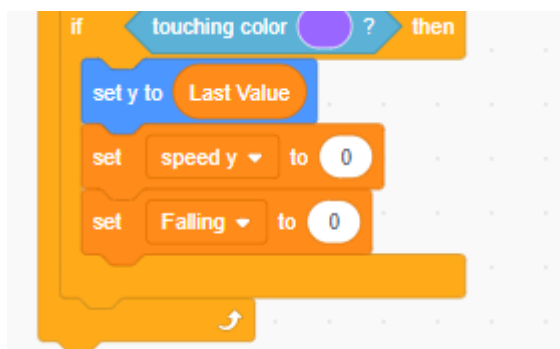 if touching color ? then
set y to Last Value
set speed y to 0
set Falling to 0